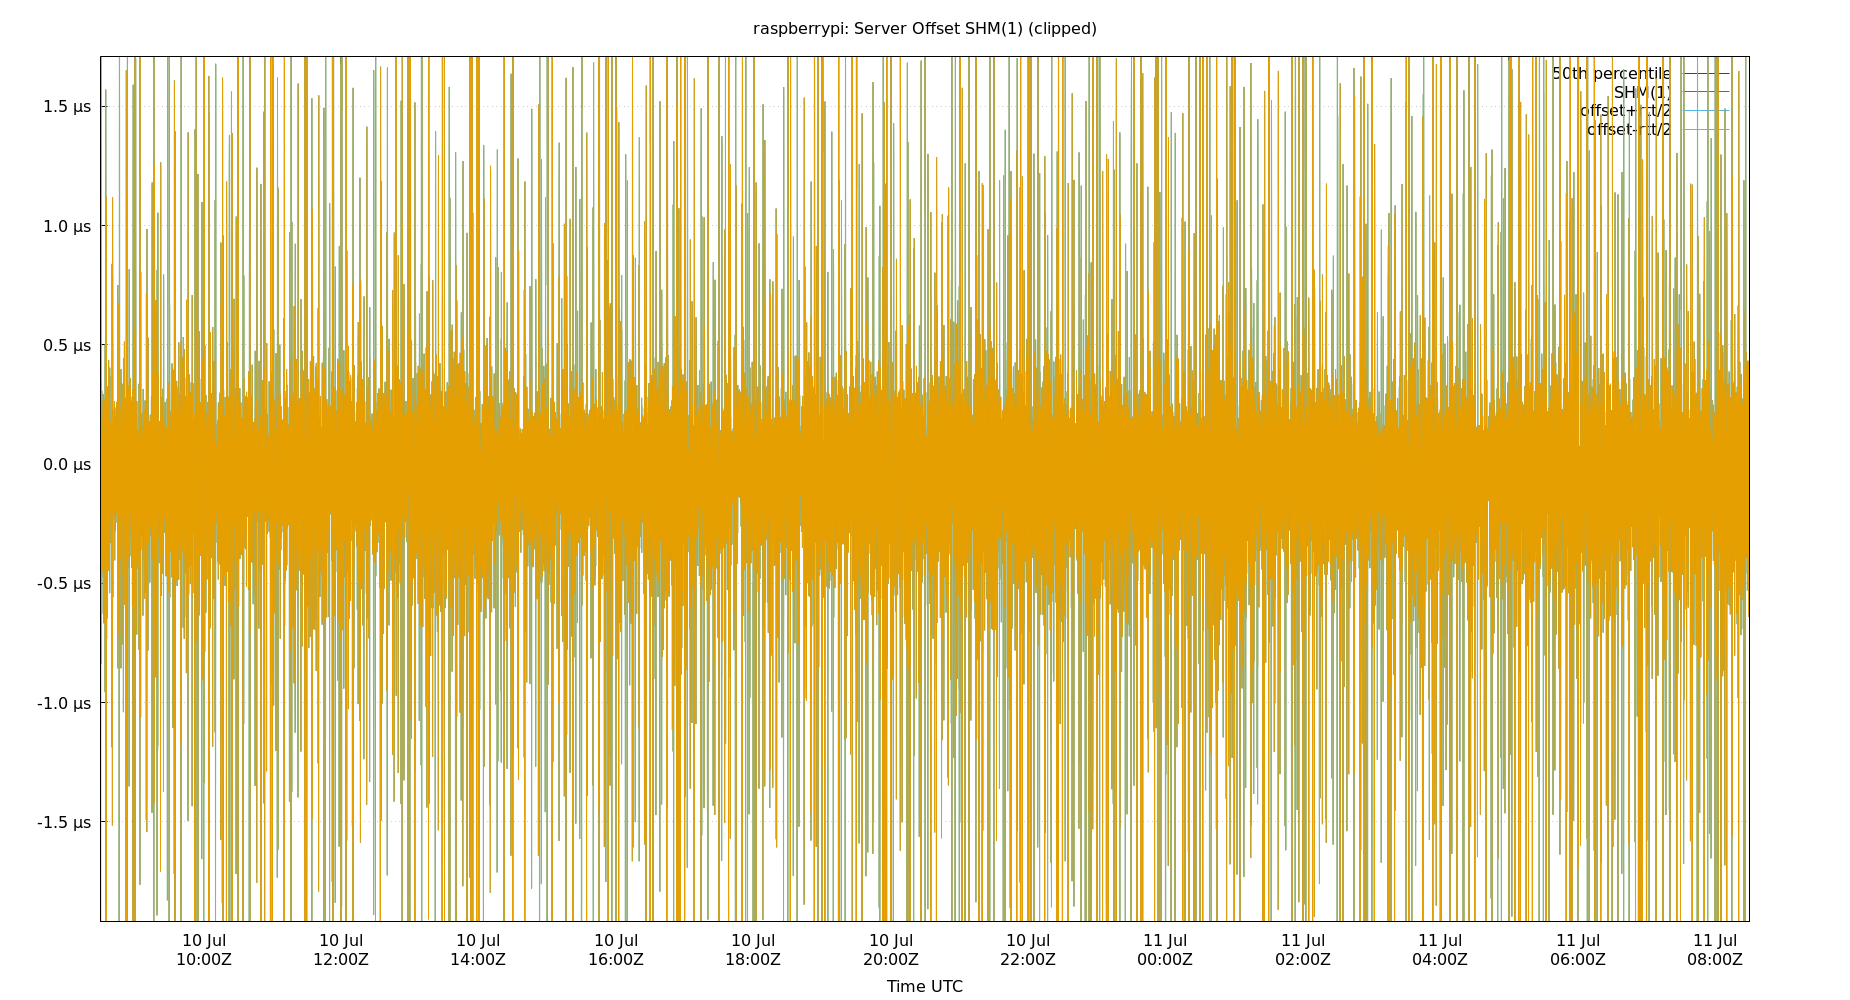 raspberrypi: Server Offset SHM(1) (clipped)
50th percentile
SHM(1)
offset+rtt/2
offset-rtt/2
1.5 µs
1.0 µs
0.5 µs
0.0 µs
-0.5 µs
-1.0 µs
-1.5 µs
10 Jul 10 Jul 10 Jul 10 Jul 10 Jul 10 Jul 10 Jul 11 Jul 11 Jul 11 Jul 11 Jul 11 Jul
10:00Z 12:00Z 14:00Z 16:00Z 18:00Z 20:00Z 22:00Z 00:00Z 02:00Z 04:00Z 06:00Z 08:00Z
Time UTC